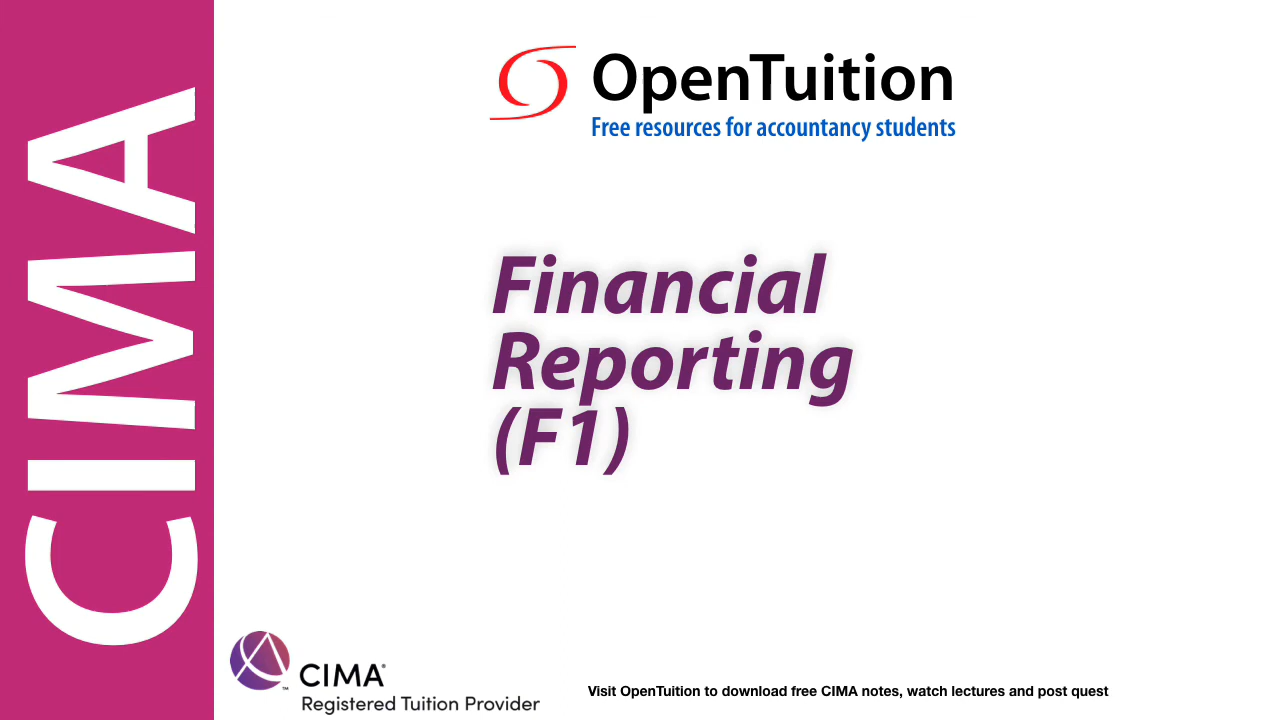 CIMA
OpenTuition
Free resources for accountancy students
Financial
Reporting
(F1)
CIMA®
Registered Tuition Provider
Visit OpenTuition to download free CIMA notes, watch lectures and post quest